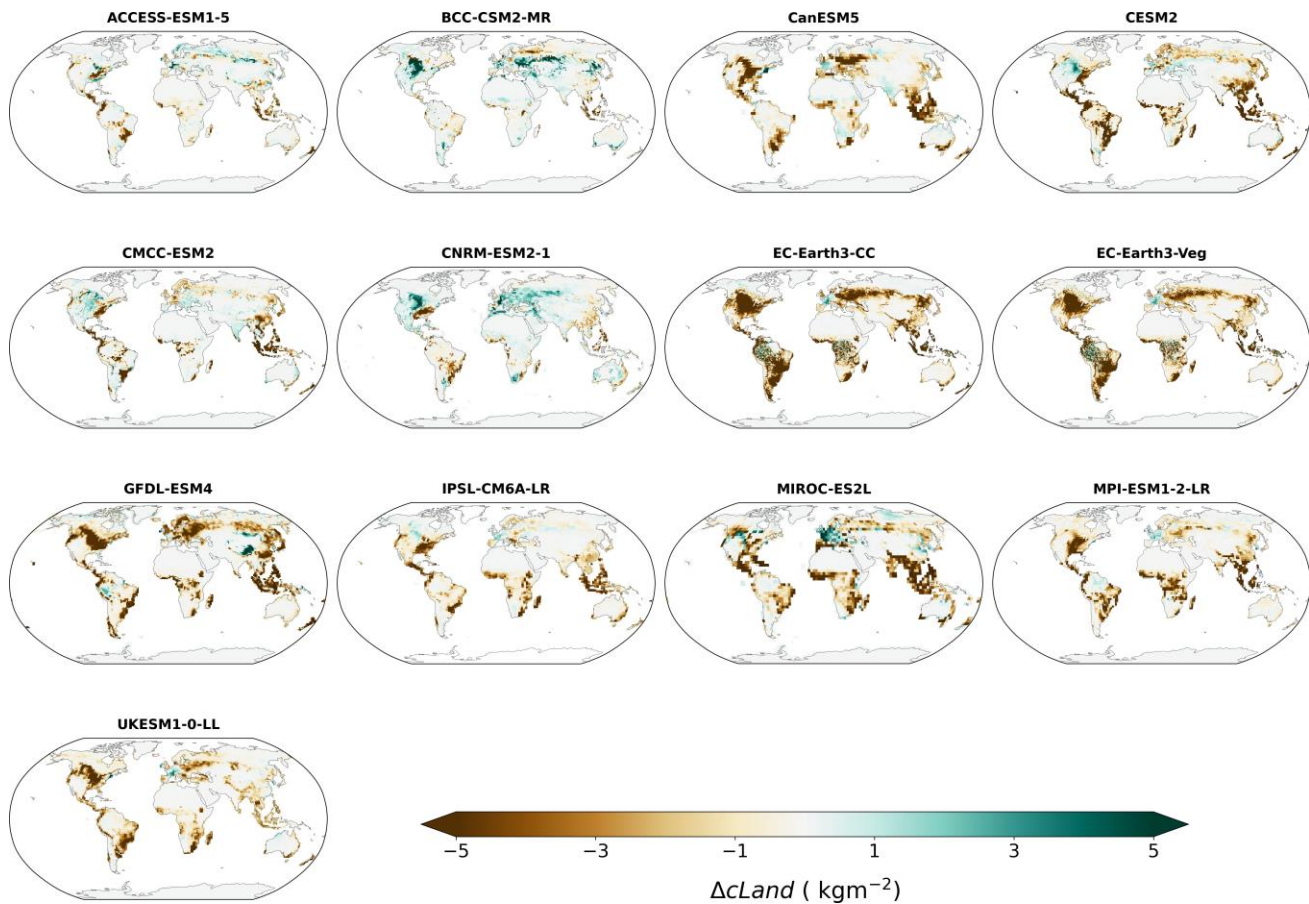 ACCESS-ESM1-5 BCC-CSM2-MR CanESM5 CESM2
CMCC-ESM2 CNRM-ESM2-1 EC-Earth3-CC EC-Earth3-Veg
GFDL-ESM4 IPSL-CM6A-LR MIROC-ES2L MPI-ESM1-2-LR
UKESM1-0-LL
−5 −3 −1 1 3 5
ΔcLand ( kgm⁻²)